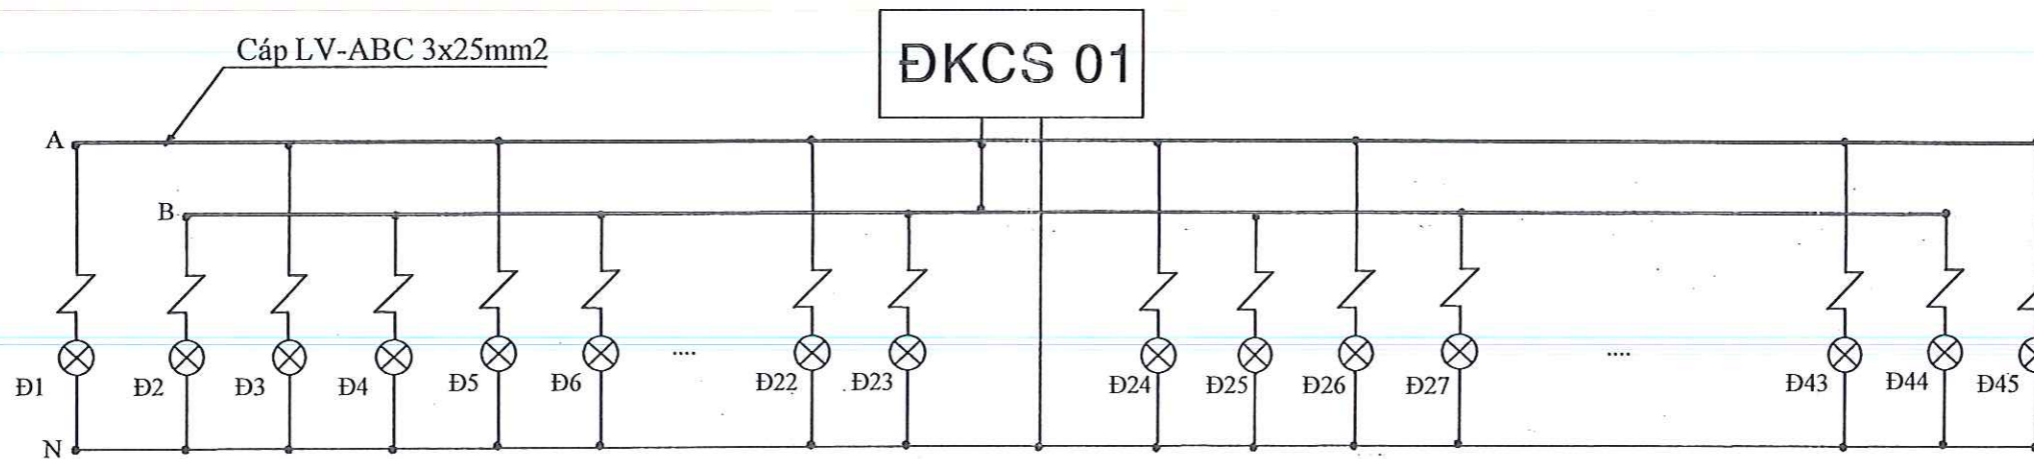 Cáp LV-ABC 3x25mm2
ĐKCS 01
A
B
Đ1 Đ2 Đ3 Đ4 Đ5 Đ6 .... Đ22 Đ23 Đ24 Đ25 Đ26 Đ27 .... Đ43 Đ44 Đ45
N